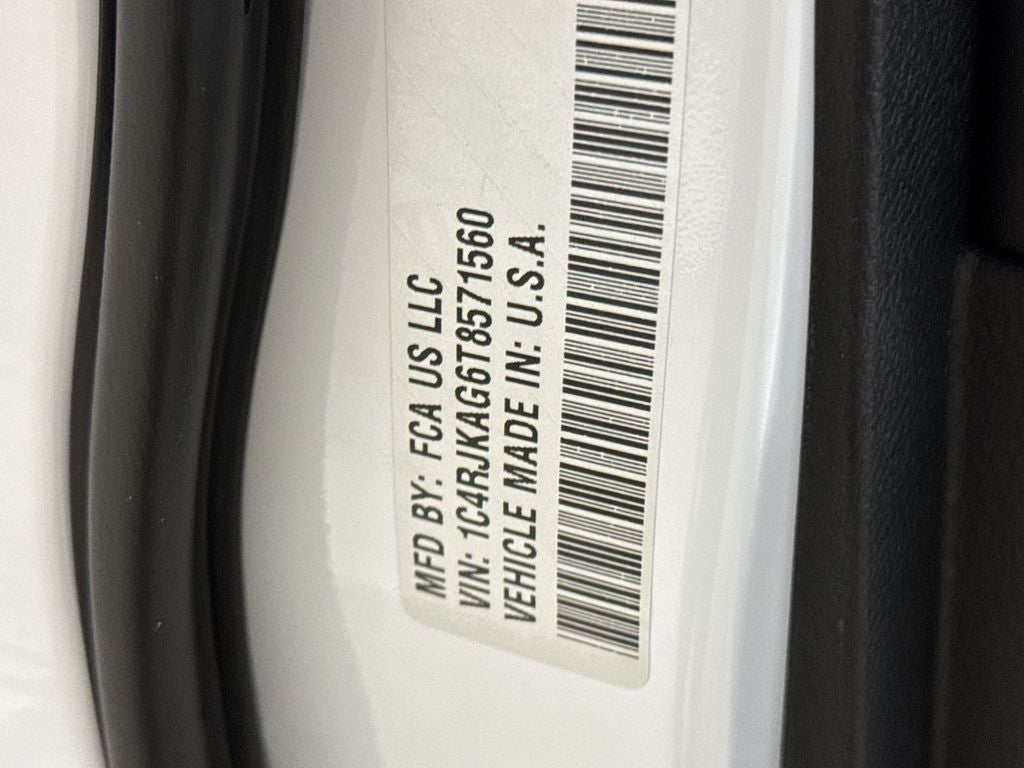 MFD BY: FCA US LLC
VIN: 1C4RJKAG6T8571560
VEHICLE MADE IN: U.S.A.